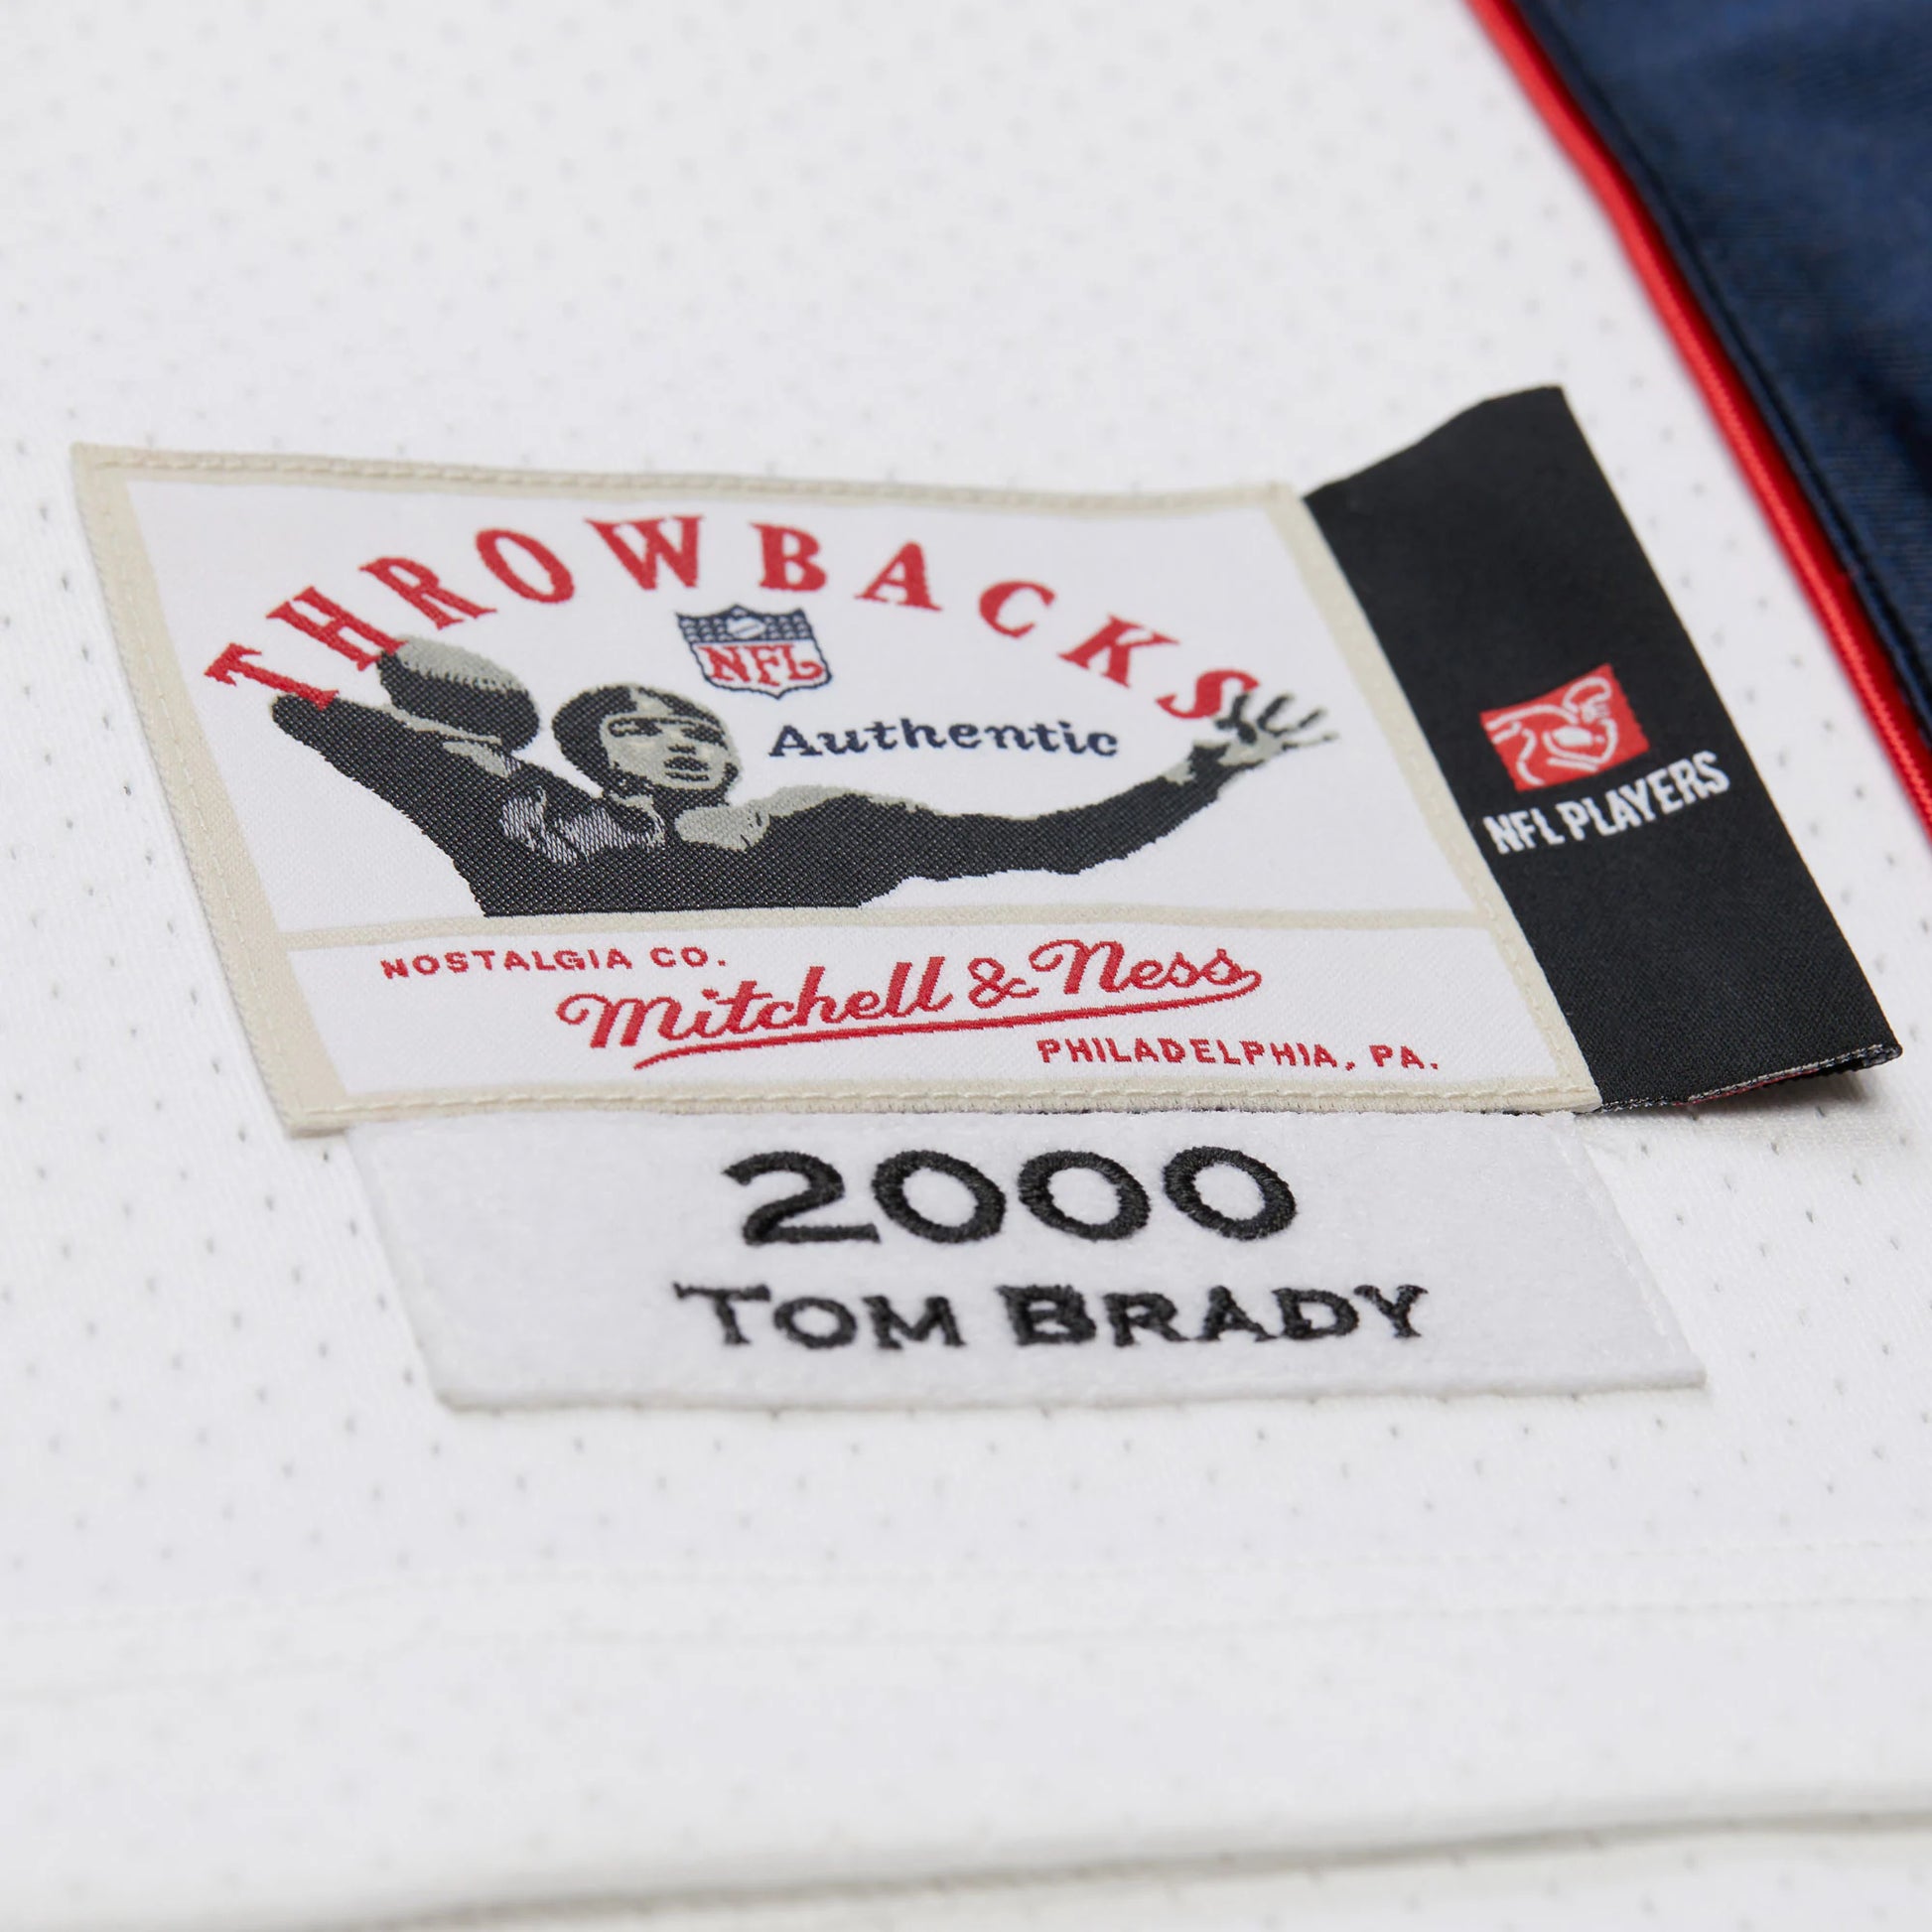 THROWBACKS
NFL
Authentic
NFL PLAYERS
NOSTALGIA CO.
Mitchell & Ness
PHILADELPHIA, PA.
2000
TOM BRADY